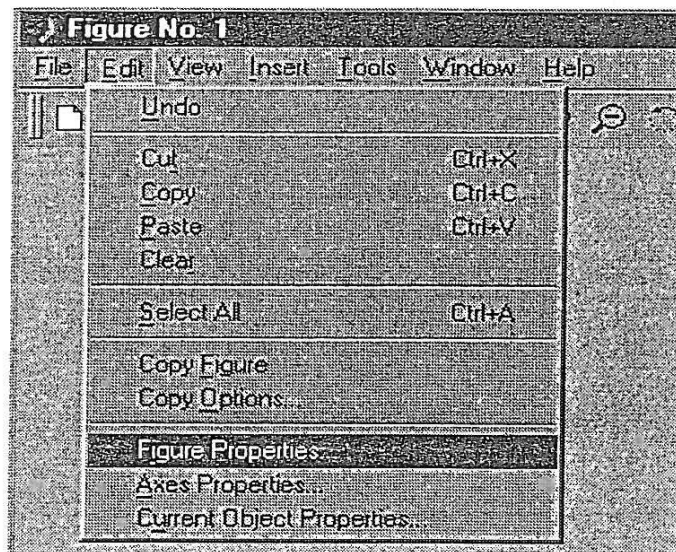 Figure No. 1
File Edit View Insert Tools Window Help
Undo
Cut Ctrl+X
Copy Ctrl+C
Paste Ctrl+V
Clear
Select All Ctrl+A
Copy Figure
Copy Options...
Figure Properties...
Axes Properties...
Current Object Properties...